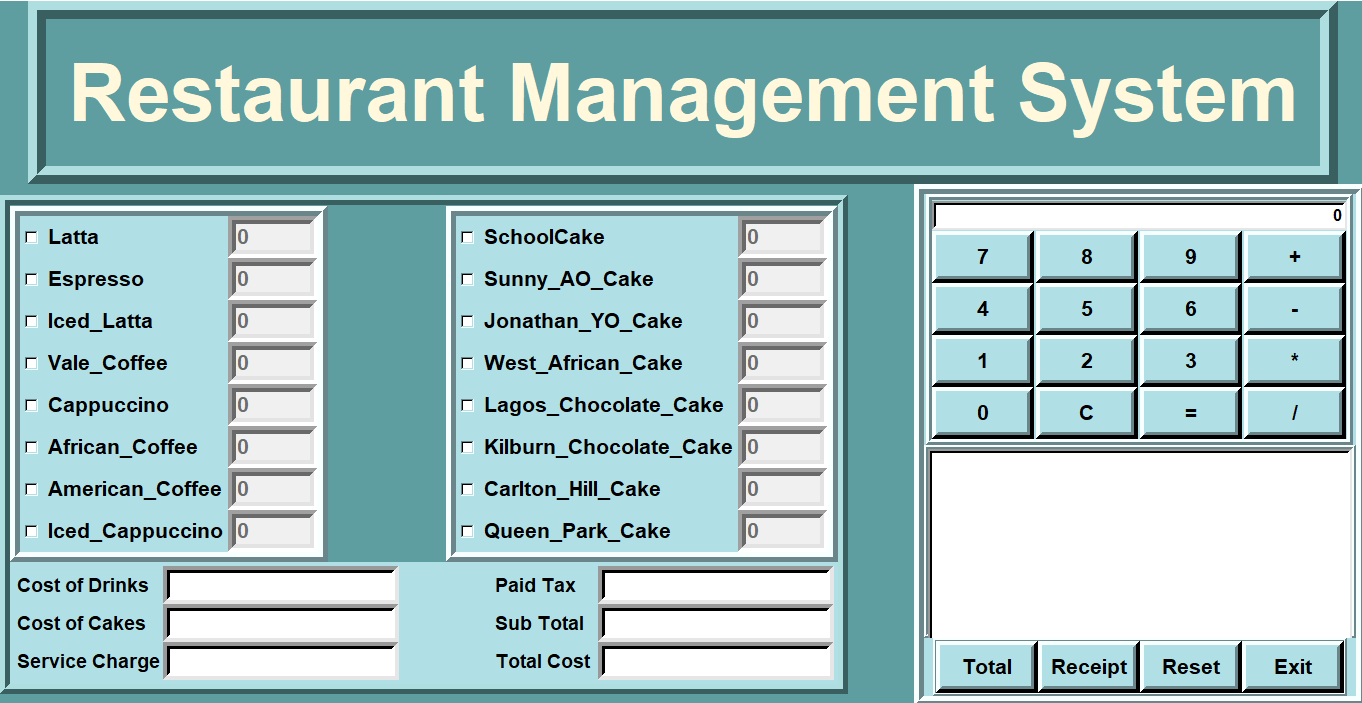 Restaurant Management System
Latta 0
Espresso 0
Iced_Latta 0
Vale_Coffee 0
Cappuccino 0
African_Coffee 0
American_Coffee 0
Iced_Cappuccino 0
SchoolCake 0
Sunny_AO_Cake 0
Jonathan_YO_Cake 0
West_African_Cake 0
Lagos_Chocolate_Cake 0
Kilburn_Chocolate_Cake 0
Carlton_Hill_Cake 0
Queen_Park_Cake 0
Cost of Drinks
Cost of Cakes
Service Charge
Paid Tax
Sub Total
Total Cost
0
7 8 9 +
4 5 6 -
1 2 3 *
0 C = /
Total Receipt Reset Exit